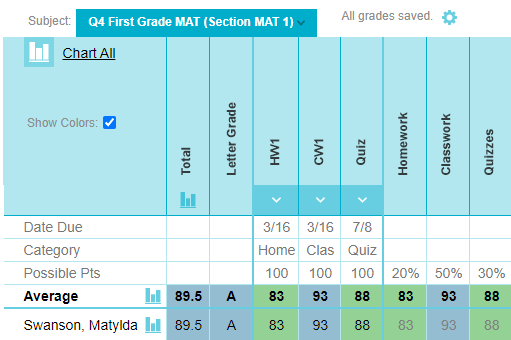 Subject: Q4 First Grade MAT (Section MAT 1) All grades saved.
Chart All
Show Colors:
Total Letter Grade HW1 CW1 Quiz Homework Classwork Quizzes
Date Due 3/16 3/16 7/8
Category Home Clas Quiz
Possible Pts 100 100 100 20% 50% 30%
Average 89.5 A 83 93 88 83 93 88
Swanson, Matylda 89.5 A 83 93 88 83 93 88